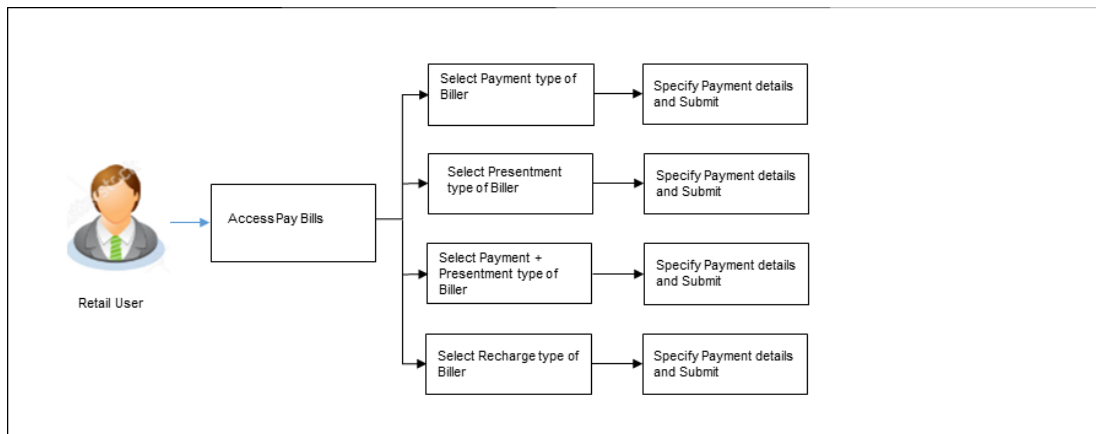 Select Payment type of
Biller
Specify Payment details
and Submit
Select Presentment
type of Biller
Specify Payment details
and Submit
Access Pay Bills
Select Payment +
Presentment type of
Biller
Specify Payment details
and Submit
Retail User
Select Recharge type of
Biller
Specify Payment details
and Submit